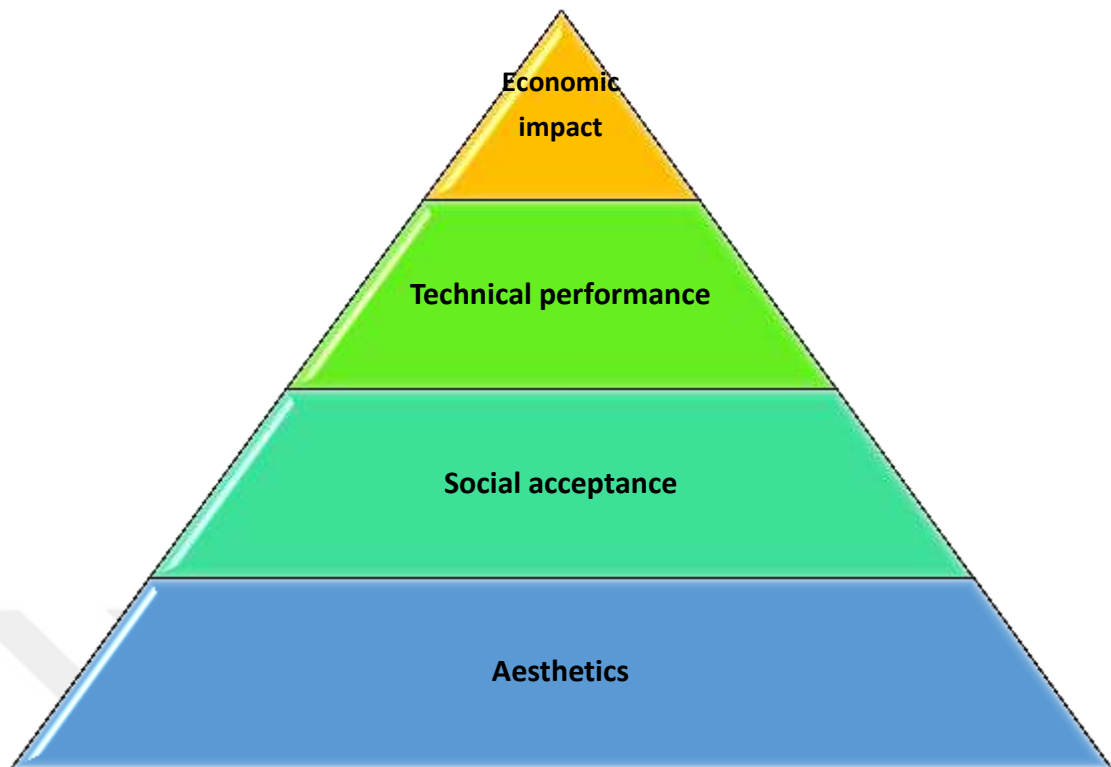 Economic
impact
Technical performance
Social acceptance
Aesthetics